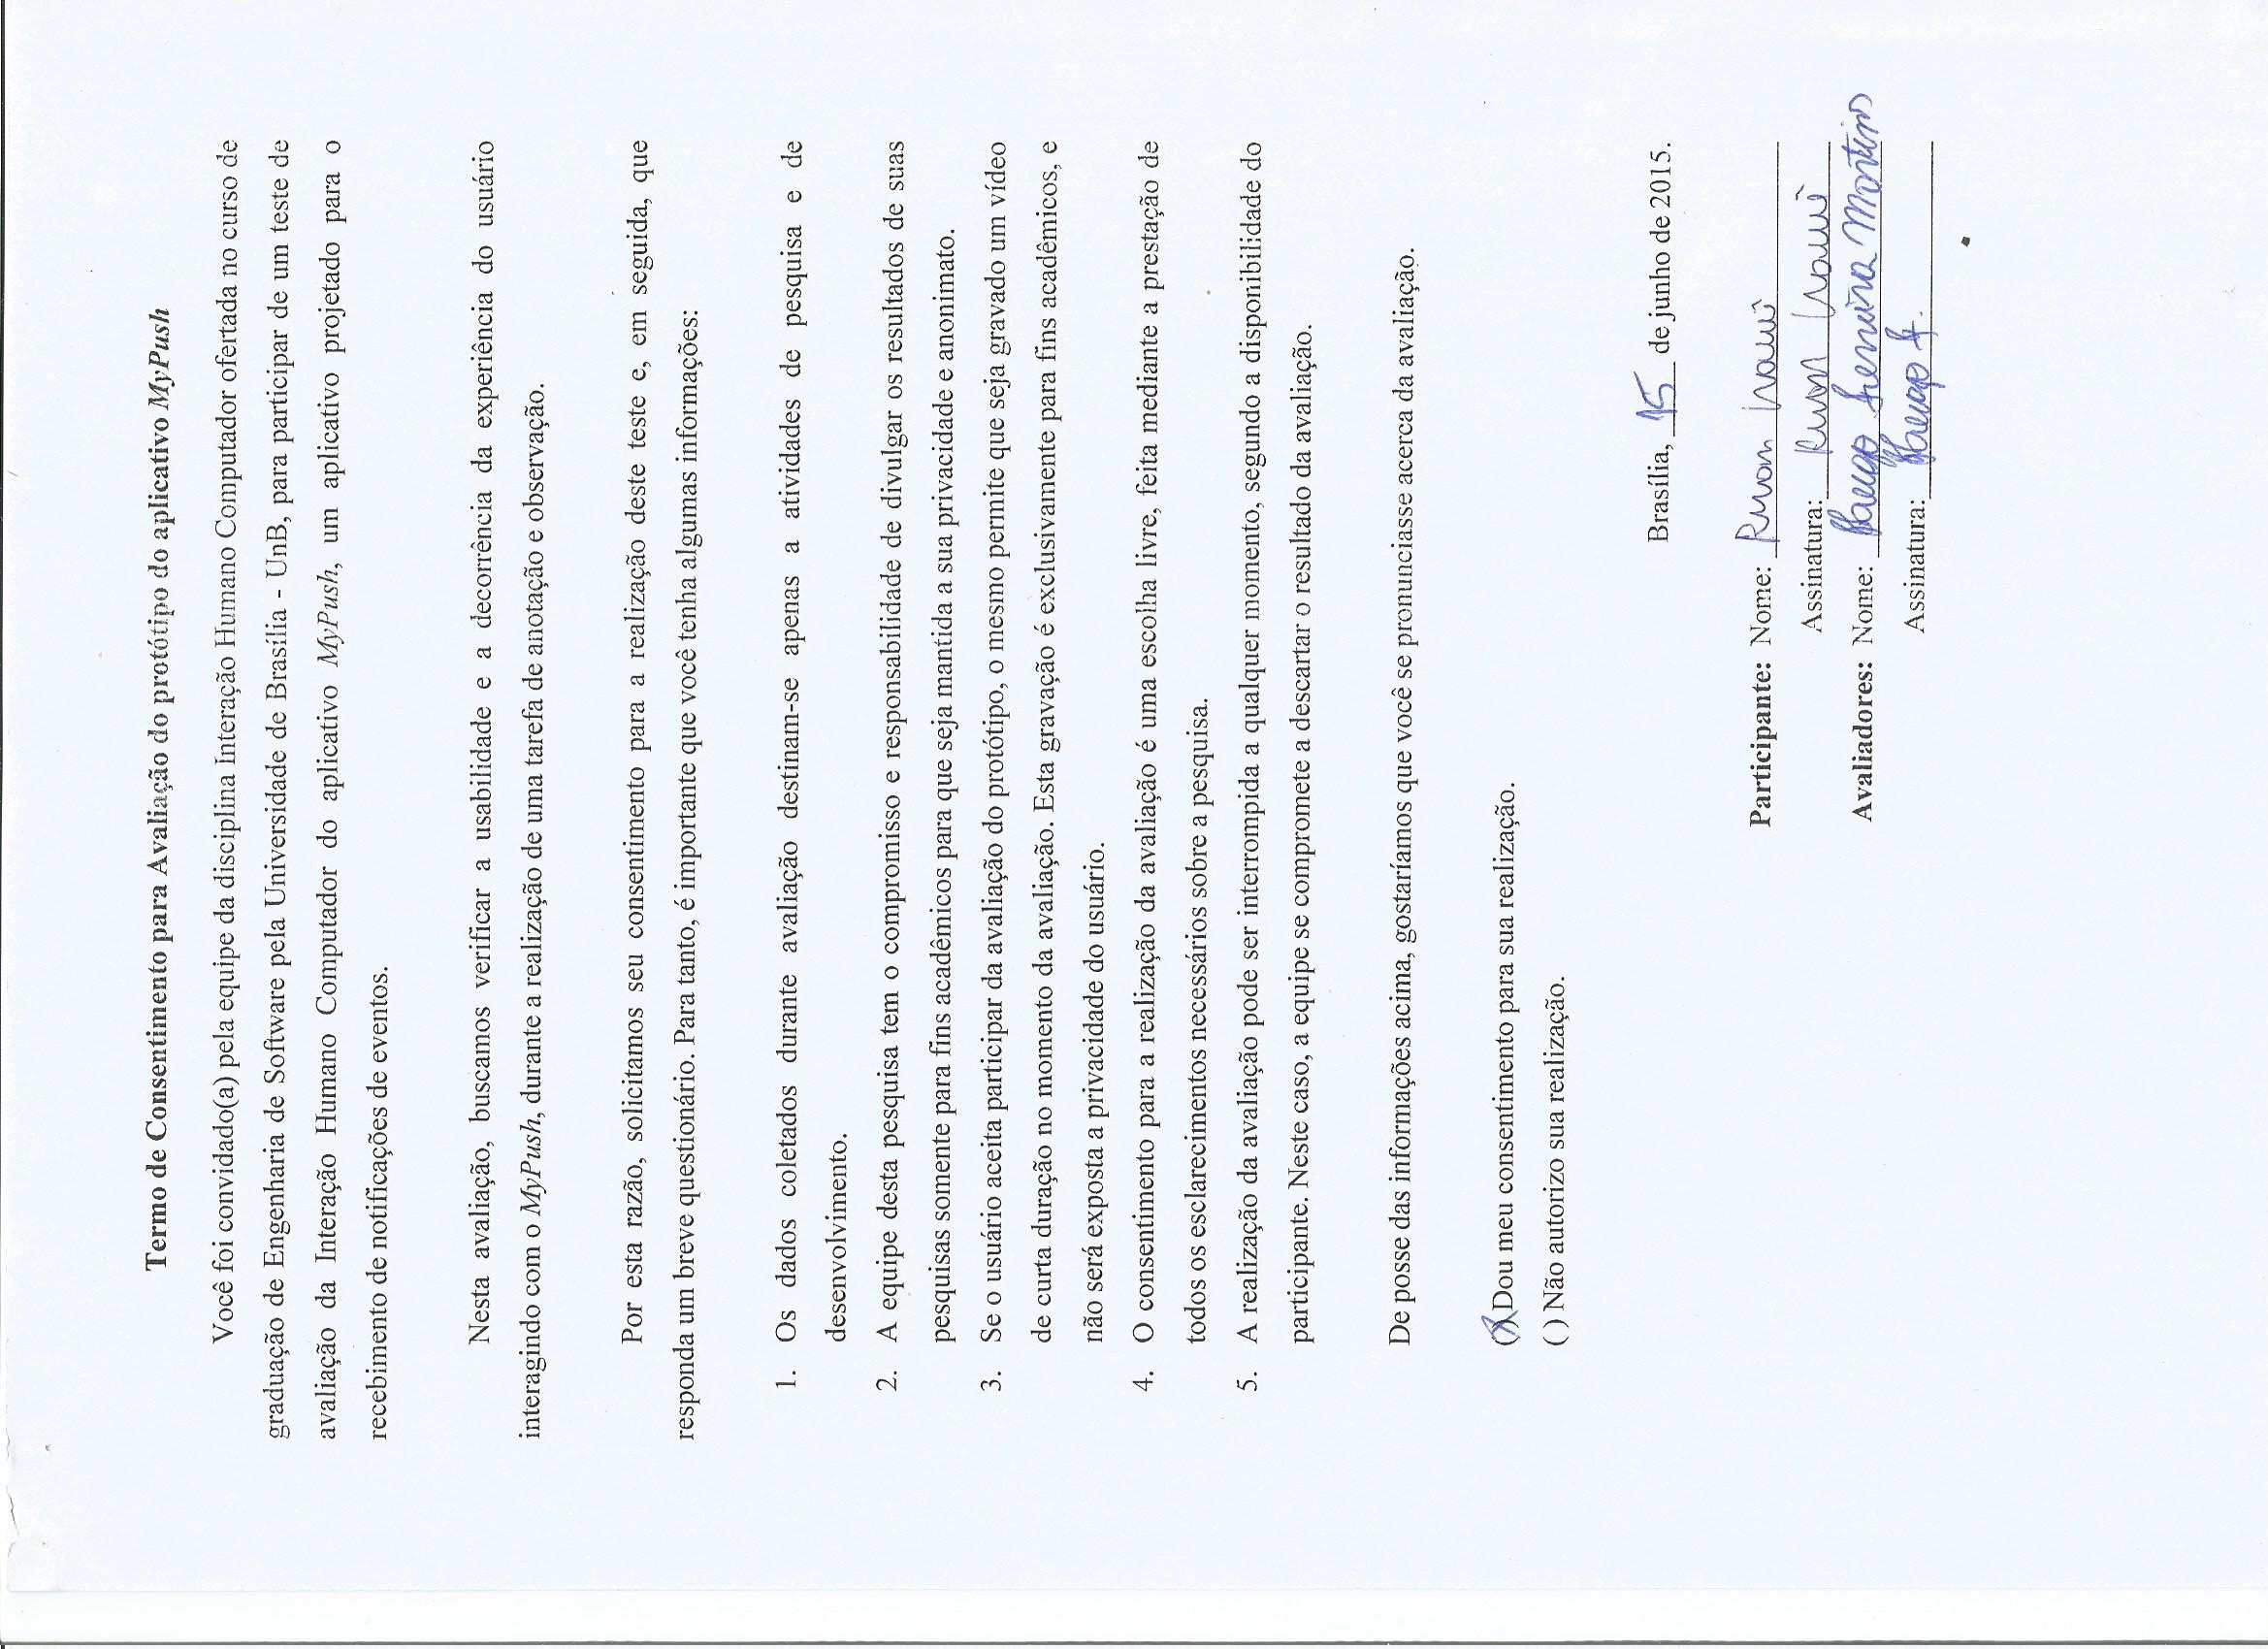 Termo de Consentimento para Avaliação do protótipo do aplicativo MyPush
Você foi convidado(a) pela equipe da disciplina Interação Humano Computador ofertada no curso de
graduação de Engenharia de Software pela Universidade de Brasília - UnB, para participar de um teste de
avaliação da Interação Humano Computador do aplicativo MyPush, um aplicativo projetado para o
recebimento de notificações de eventos.
Nesta avaliação, buscamos verificar a usabilidade e a decorrência da experiência do usuário
interagindo com o MyPush, durante a realização de uma tarefa de anotação e observação.
Por esta razão, solicitamos seu consentimento para a realização deste teste e, em seguida, que
responda um breve questionário. Para tanto, é importante que você tenha algumas informações:
1. Os dados coletados durante avaliação destinam-se apenas a atividades de pesquisa e de
desenvolvimento.
2. A equipe desta pesquisa tem o compromisso e responsabilidade de divulgar os resultados de suas
pesquisas somente para fins acadêmicos para que seja mantida a sua privacidade e anonimato.
3. Se o usuário aceita participar da avaliação do protótipo, o mesmo permite que seja gravado um vídeo
de curta duração no momento da avaliação. Esta gravação é exclusivamente para fins acadêmicos, e
não será exposta a privacidade do usuário.
4. O consentimento para a realização da avaliação é uma escolha livre, feita mediante a prestação de
todos os esclarecimentos necessários sobre a pesquisa.
5. A realização da avaliação pode ser interrompida a qualquer momento, segundo a disponibilidade do
participante. Neste caso, a equipe se compromete a descartar o resultado da avaliação.
De posse das informações acima, gostaríamos que você se pronunciasse acerca da avaliação.
(X) Dou meu consentimento para sua realização.
( ) Não autorizo sua realização.
Brasília, 15 de junho de 2015.
Participante: Nome:
Assinatura:
Avaliadores: Nome: Martins
Assinatura: